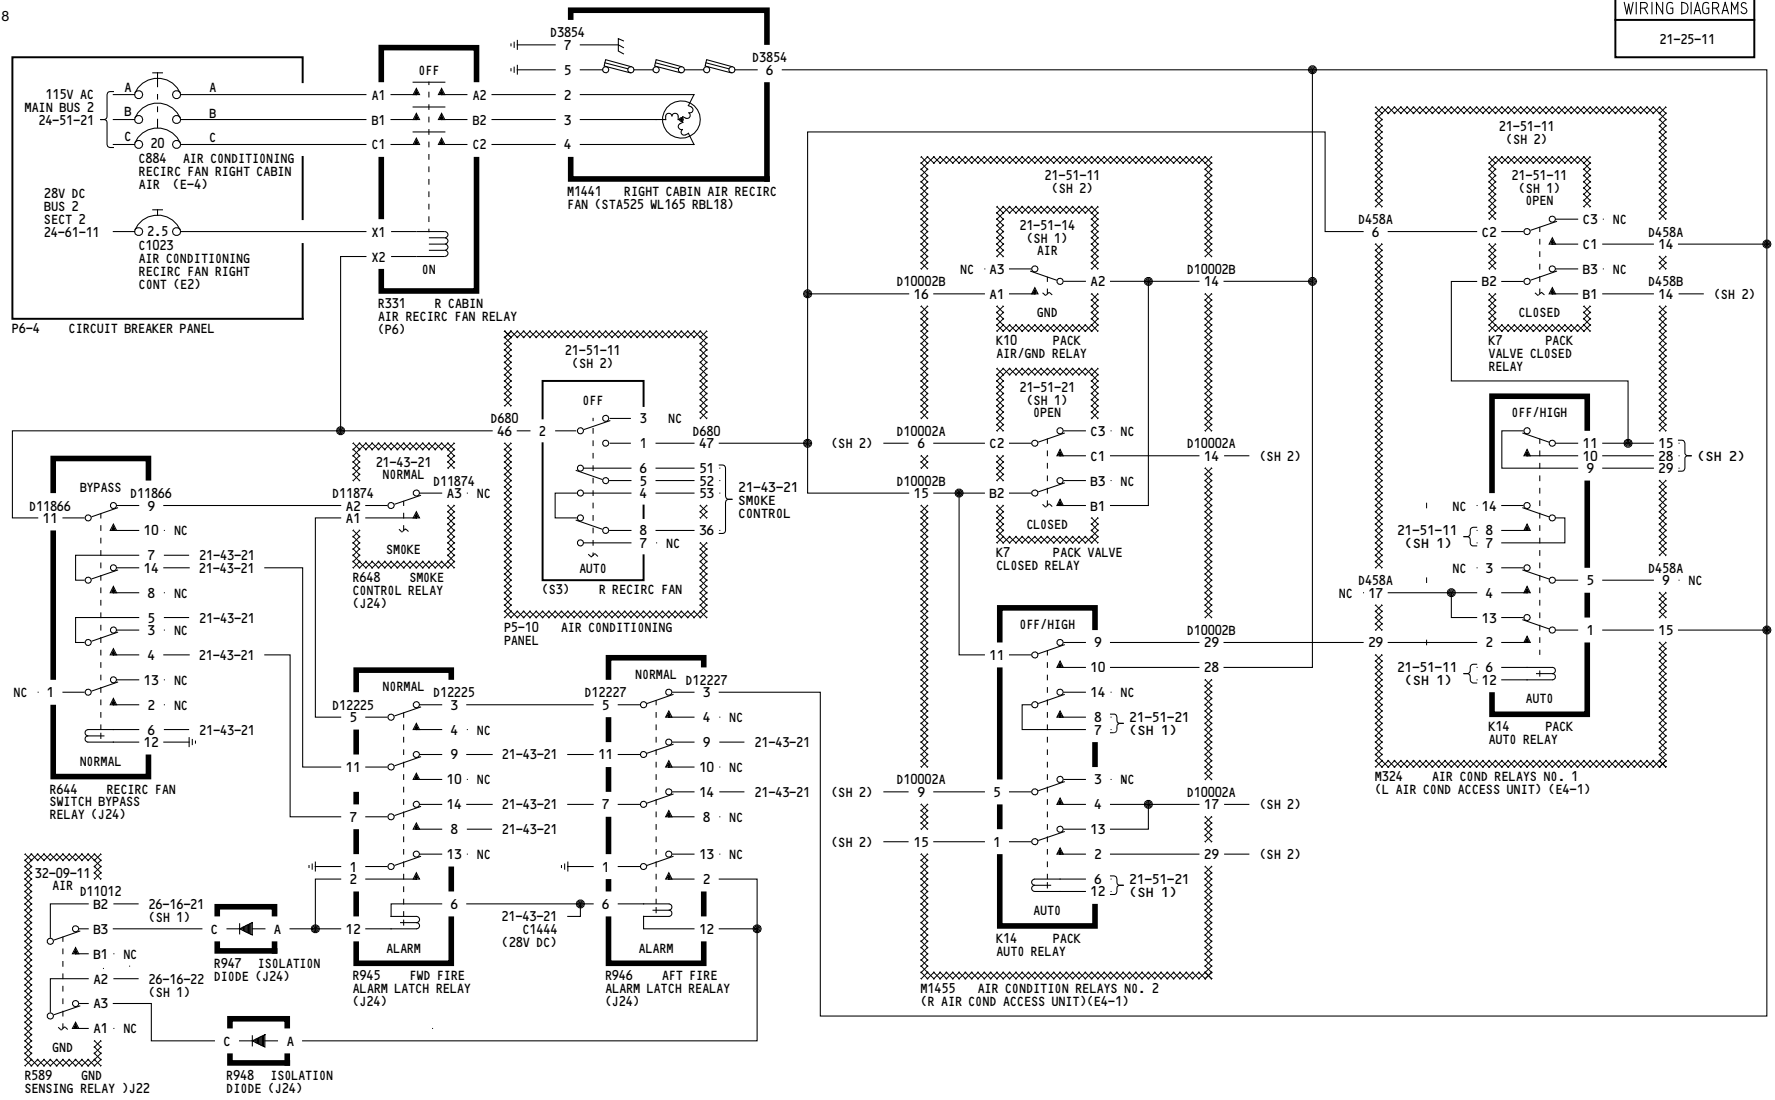 8
WIRING DIAGRAMS
21-25-11
115V AC
MAIN BUS 2
24-51-21
A
B
C
20
A
B
C
C884 AIR CONDITIONING
RECIRC FAN RIGHT CABIN
AIR (E-4)
28V DC
BUS 2
SECT 2
24-61-11
2.5
C1023
AIR CONDITIONING
RECIRC FAN RIGHT
CONT (E2)
P6-4 CIRCUIT BREAKER PANEL
OFF
A1 A2
B1 B2
C1 C2
X1
X2
ON
R331 R CABIN
AIR RECIRC FAN RELAY
(P6)
D3854
7
5
2
3
4
D3854
6
M1441 RIGHT CABIN AIR RECIRC
FAN (STA525 WL165 RBL18)
21-51-11
(SH 2)
OFF
D680
46 2
3 NC
1
D680
47
6 51
5 52
4 53
8 36
7 NC
21-43-21
SMOKE
CONTROL
AUTO
(S3) R RECIRC FAN
P5-10 AIR CONDITIONING
PANEL
BYPASS
D11866
11
D11866
9
10 NC
7 21-43-21
14 21-43-21
8 NC
5 21-43-21
3 NC
4 21-43-21
NC 1
13 NC
2 NC
6 21-43-21
12
NORMAL
R644 RECIRC FAN
SWITCH BYPASS
RELAY (J24)
21-43-21
NORMAL
D11874
A2
A1
D11874
A3 NC
SMOKE
R648 SMOKE
CONTROL RELAY
(J24)
NORMAL
D12225
5
D12225
3
4 NC
11
9 21-43-21
10 NC
7
14 21-43-21
8 21-43-21
1
13 NC
2
6
12
ALARM
R945 FWD FIRE
ALARM LATCH RELAY
(J24)
NORMAL
D12227
5
D12227
3
4 NC
11
9 21-43-21
10 NC
7
14 21-43-21
8 NC
1
13 NC
2
21-43-21
C1444
(28V DC)
6
12
ALARM
R946 AFT FIRE
ALARM LATCH REALAY
(J24)
32-09-11
AIR
D11012
B2 26-16-21
(SH 1)
B3
B1 NC
A2 26-16-22
(SH 1)
A3
A1 NC
GND
R589 GND
SENSING RELAY )J22
C A
R947 ISOLATION
DIODE (J24)
C A
R948 ISOLATION
DIODE (J24)
21-51-11
(SH 2)
21-51-14
(SH 1)
AIR
NC A3
A2
D10002B
14
D10002B
16 A1
GND
K10 PACK
AIR/GND RELAY
21-51-21
(SH 1)
OPEN
(SH 2)
D10002A
6 C2
C3 NC
C1
D10002A
14 (SH 2)
D10002B
15 B2
B3 NC
B1
CLOSED
K7 PACK VALVE
CLOSED RELAY
OFF/HIGH
11
9
D10002B
29
10 28
14 NC
8
7
21-51-21
(SH 1)
(SH 2)
D10002A
9 5
3 NC
4
D10002A
17 (SH 2)
13
(SH 2) 15 1
2 29 (SH 2)
6
12
21-51-21
(SH 1)
AUTO
K14 PACK
AUTO RELAY
M1455 AIR CONDITION RELAYS NO. 2
(R AIR COND ACCESS UNIT)(E4-1)
21-51-11
(SH 2)
21-51-11
(SH 1)
OPEN
D458A
6 C2
C3 NC
C1
D458A
14
B2
B3 NC
B1
D458B
14 (SH 2)
CLOSED
K7 PACK
VALVE CLOSED
RELAY
OFF/HIGH
11 15
10 28
9 29
(SH 2)
NC 14
21-51-11
(SH 1)
8
7
NC 3
5
D458A
9 NC
D458A
NC 17
4
13
29 2
1 15
21-51-11
(SH 1)
6
12
AUTO
K14 PACK
AUTO RELAY
M324 AIR COND RELAYS NO. 1
(L AIR COND ACCESS UNIT) (E4-1)